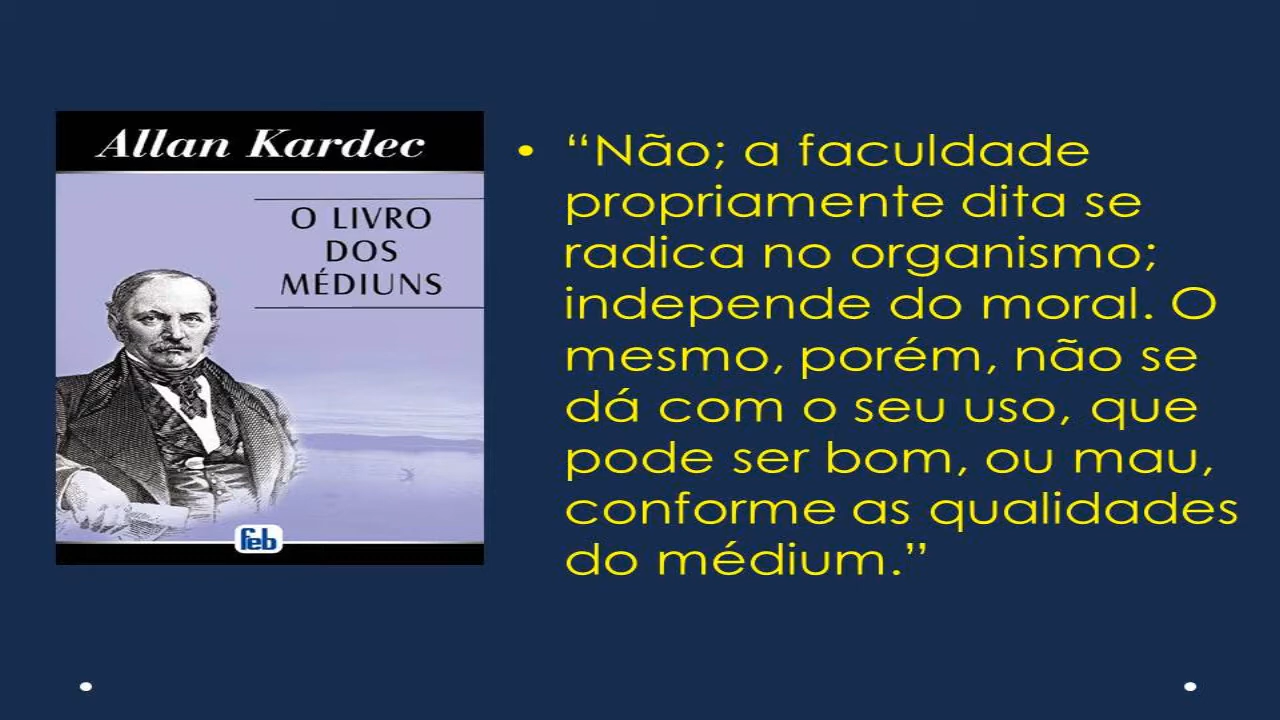 Allan Kardec
O LIVRO
DOS
MÉDIUNS
feb
• “Não; a faculdade
propriamente dita se
radica no organismo;
independe do moral. O
mesmo, porém, não se
dá com o seu uso, que
pode ser bom, ou mau,
conforme as qualidades
do médium.”